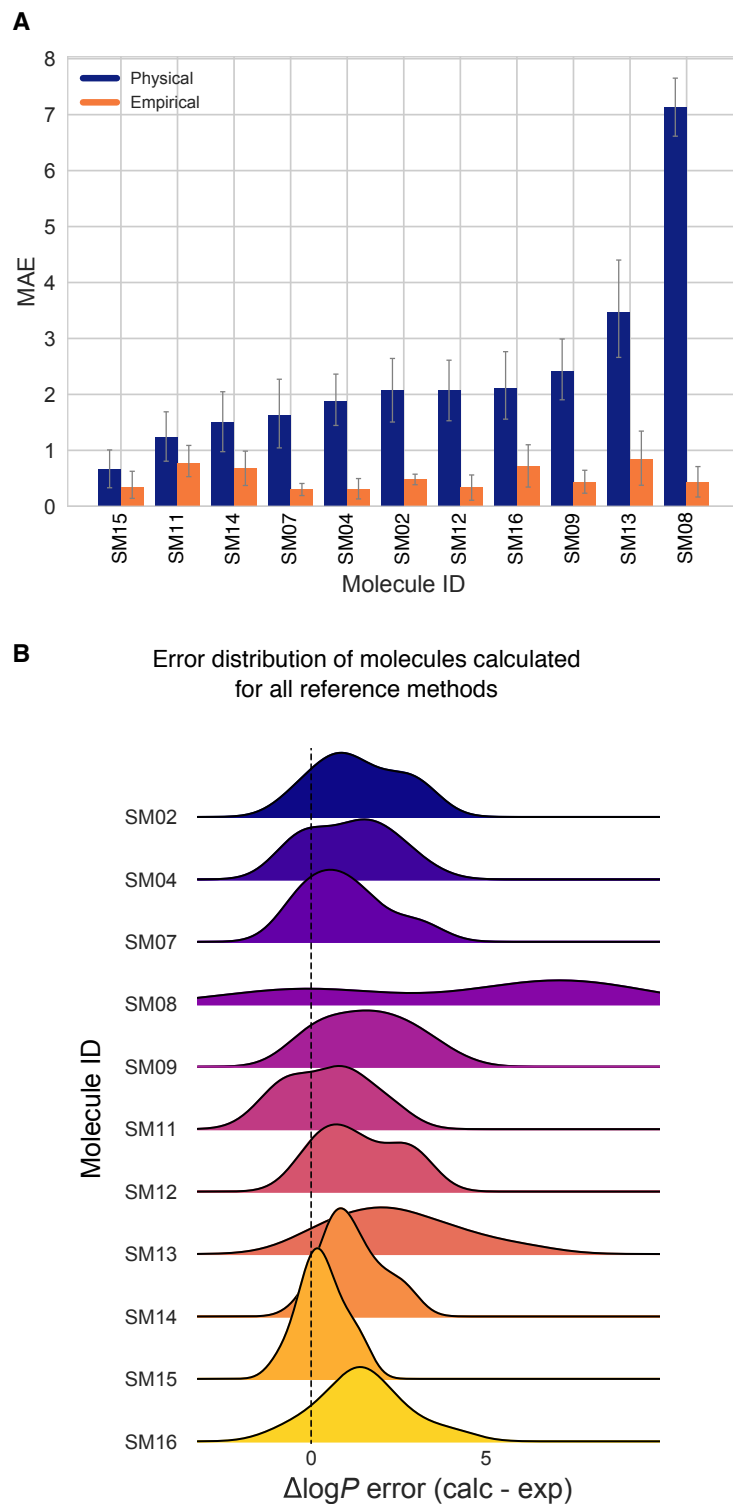 A
8
7
6
5
4
3
2
1
0
MAE
Physical
Empirical
SM15
SM11
SM14
SM07
SM04
SM02
SM12
SM16
SM09
SM13
SM08
Molecule ID
B
Error distribution of molecules calculated
for all reference methods
Molecule ID
SM02
SM04
SM07
SM08
SM09
SM11
SM12
SM13
SM14
SM15
SM16
0 5
ΔlogP error (calc - exp)